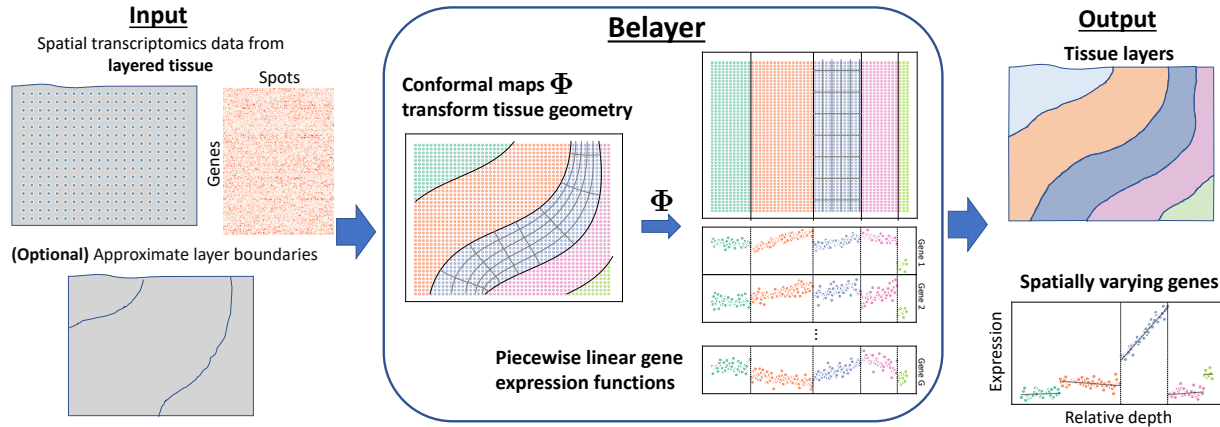 Input
Spatial transcriptomics data from
layered tissue
Spots
Genes
(Optional) Approximate layer boundaries
Belayer
Conformal maps Φ
transform tissue geometry
Φ
Gene 1
Gene 2
⋮
Gene G
Piecewise linear gene
expression functions
Output
Tissue layers
Spatially varying genes
Expression
Relative depth